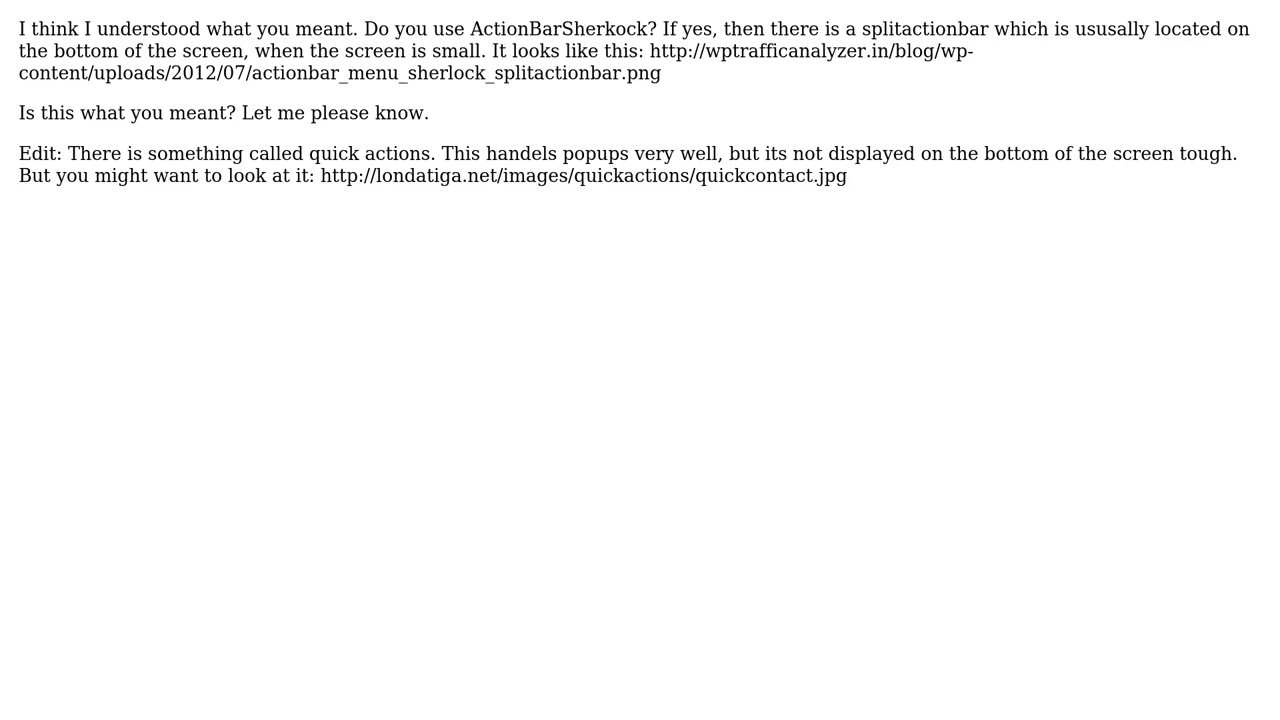 I think I understood what you meant. Do you use ActionBarSherkock? If yes, then there is a splitactionbar which is ususally located on
the bottom of the screen, when the screen is small. It looks like this: http://wptrafficanalyzer.in/blog/wp-
content/uploads/2012/07/actionbar_menu_sherlock_splitactionbar.png
Is this what you meant? Let me please know.
Edit: There is something called quick actions. This handels popups very well, but its not displayed on the bottom of the screen tough.
But you might want to look at it: http://londatiga.net/images/quickactions/quickcontact.jpg